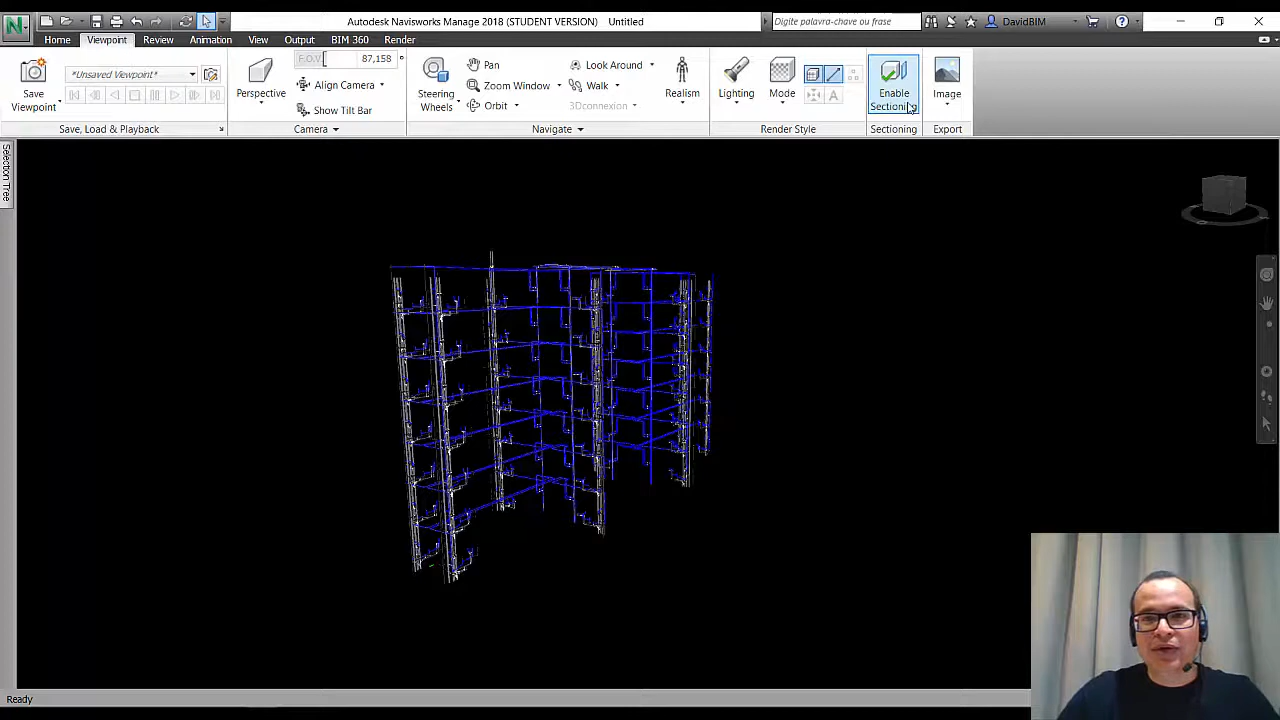 Autodesk Navisworks Manage 2018 (STUDENT VERSION) Untitled
Digite palavra-chave ou frase
DavidBIM
Home Viewpoint Review Animation View Output BIM 360 Render
Save Viewpoint
*Unsaved Viewpoint*
Save, Load & Playback
Perspective
F.O.V. 87,158 °
Align Camera
Show Tilt Bar
Camera
Steering Wheels
Pan
Zoom Window
Orbit
Look Around
Walk
3Dconnexion
Navigate
Realism
Lighting
Mode
A
Render Style
Enable Sectioning
Sectioning
Image
Export
Selection Tree
Ready